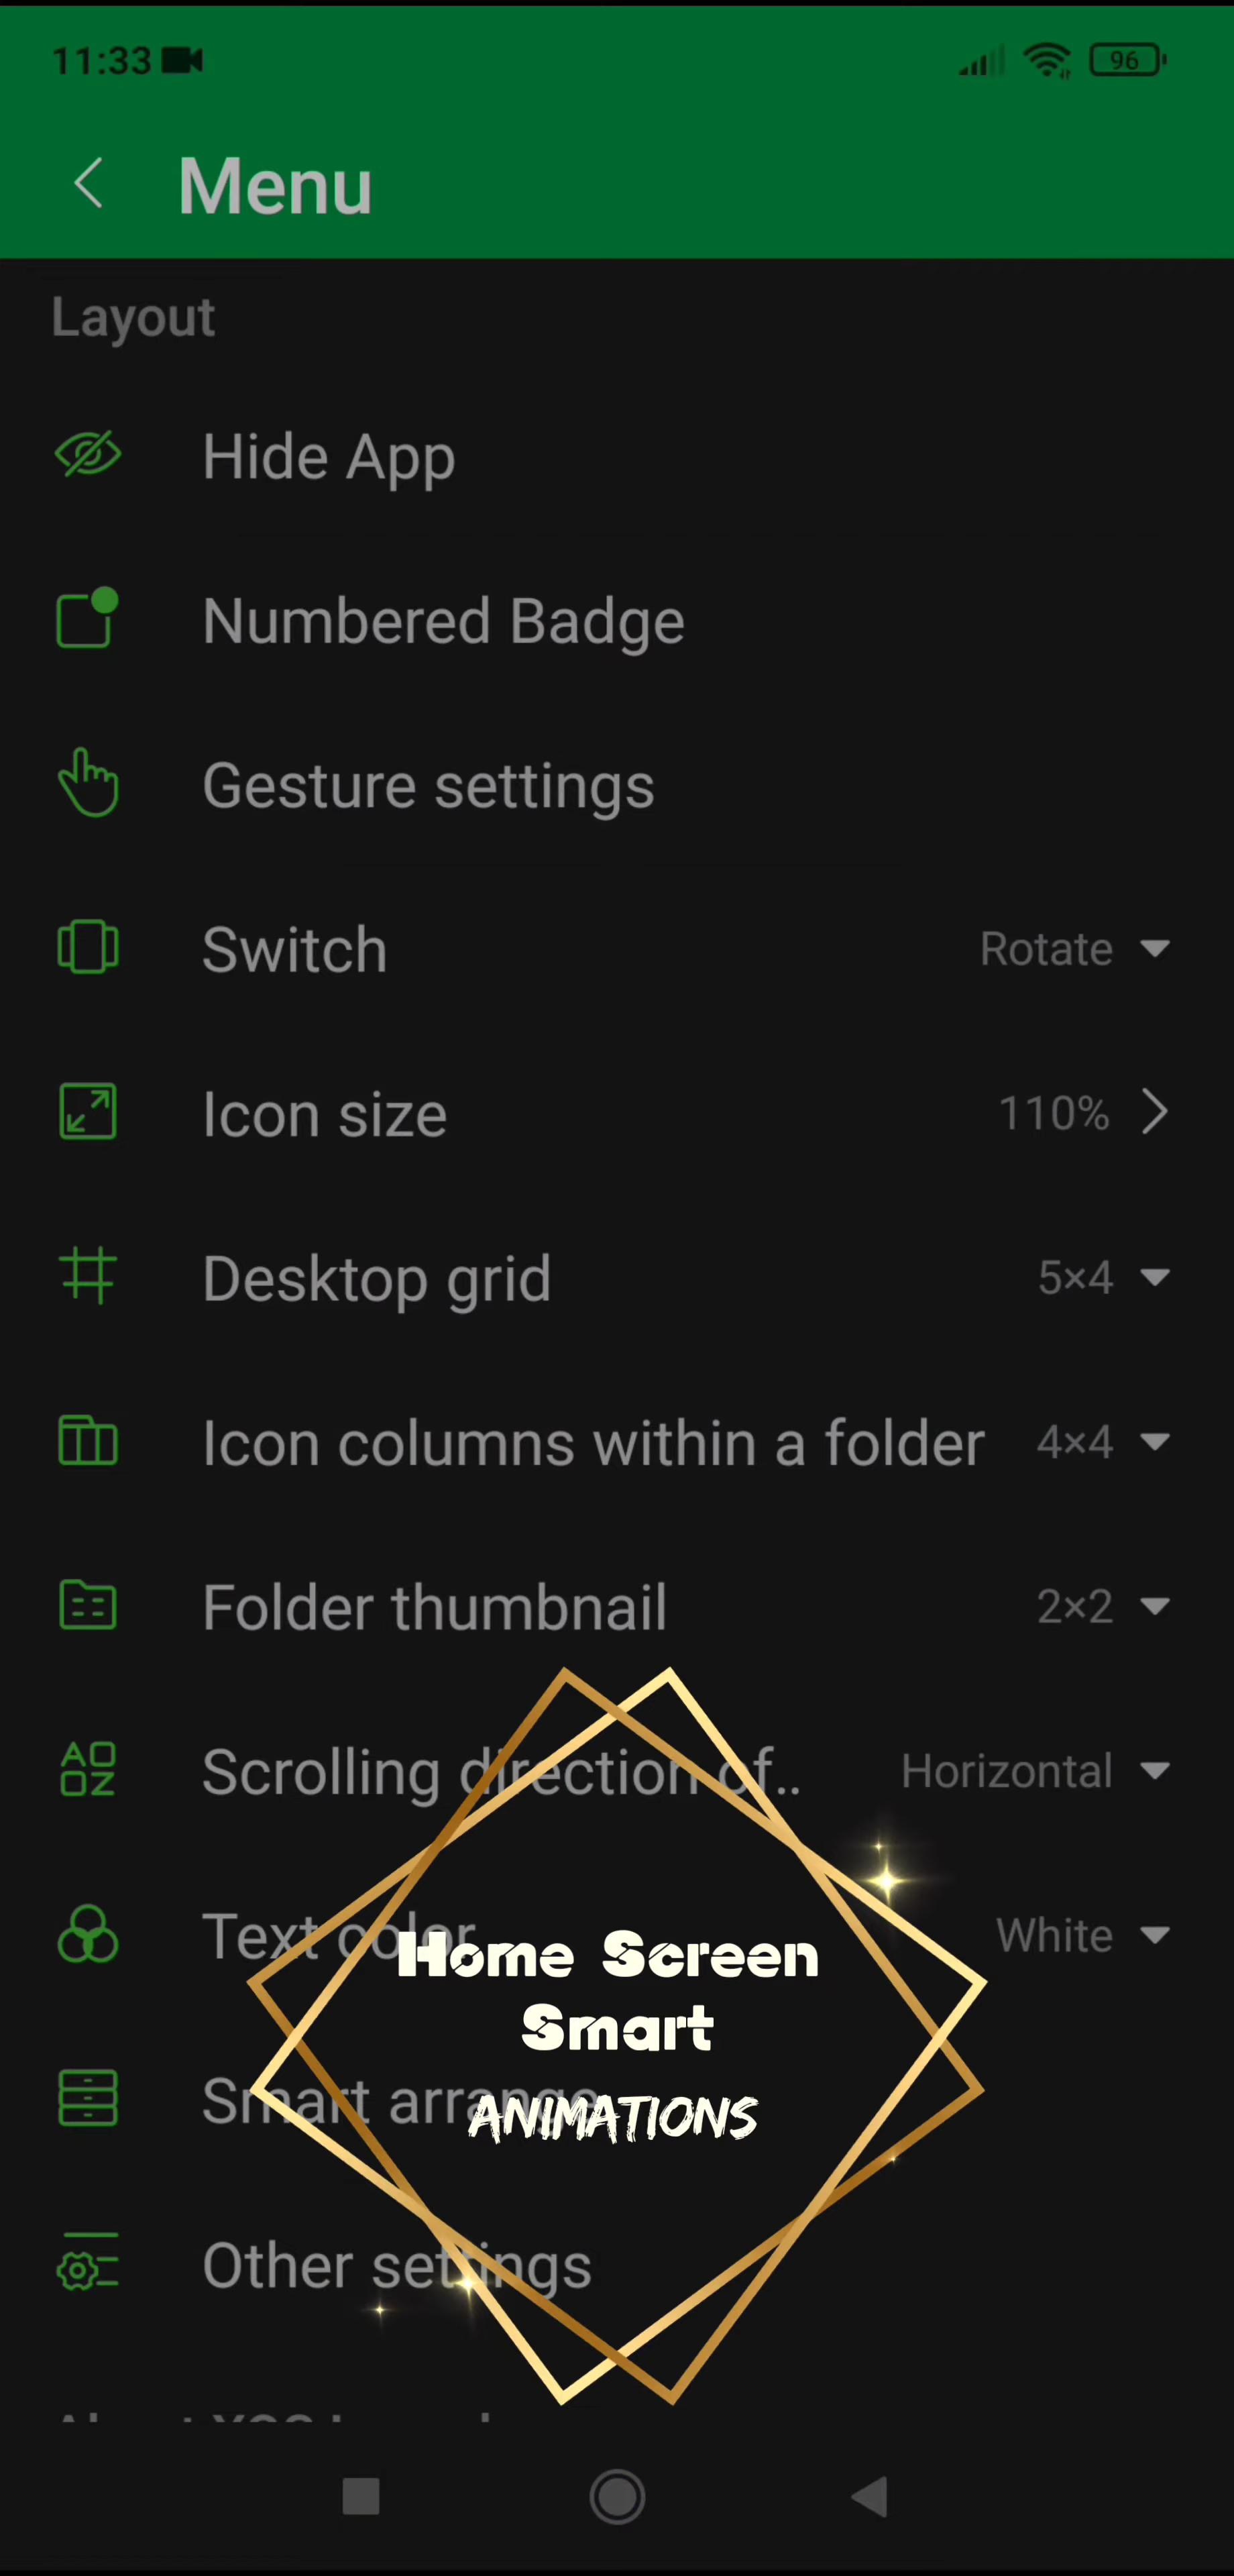 11:33
96
Menu
Layout
Hide App
Numbered Badge
Gesture settings
Switch Rotate
Icon size 110%
Desktop grid 5×4
Icon columns within a folder 4×4
Folder thumbnail 2×2
Scrolling direction of.. Horizontal
Text color White
Home Screen
Smart
Smart arrange
ANIMATIONS
Other settings